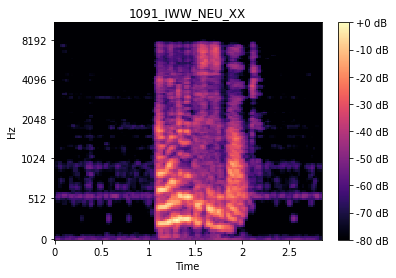 1091_IWW_NEU_XX
+0 dB
8192
-10 dB
4096
-20 dB
-30 dB
2048
Hz
-40 dB
1024
-50 dB
512
-60 dB
-70 dB
0
-80 dB
0 0.5 1 1.5 2 2.5
Time